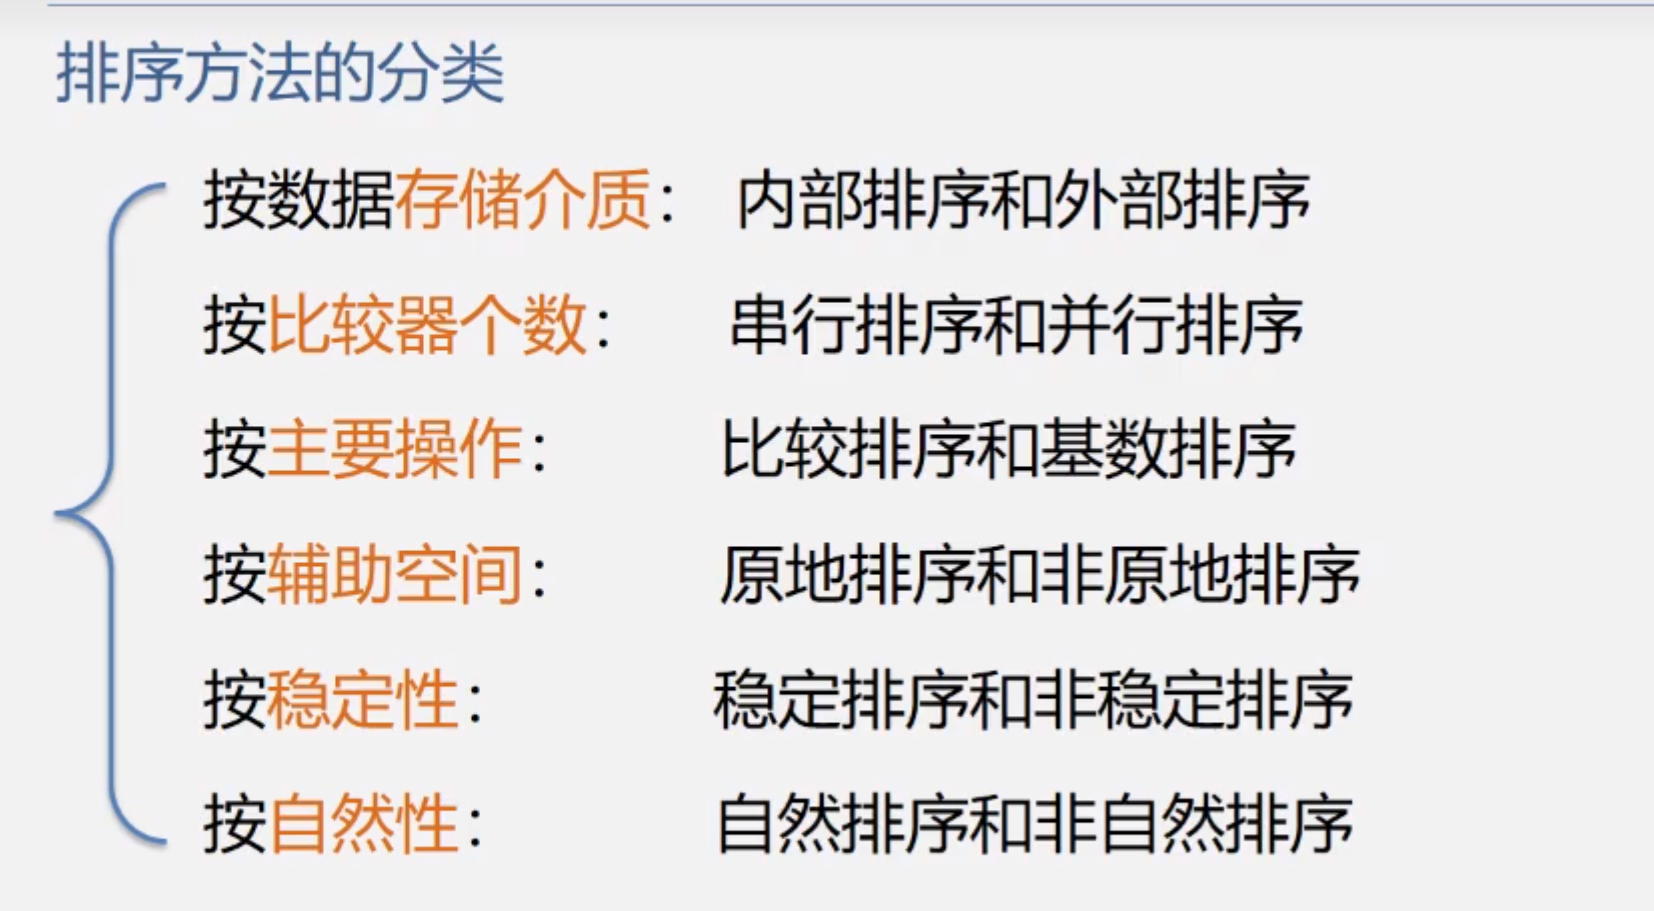 排序方法的分类
按数据存储介质： 内部排序和外部排序
按比较器个数： 串行排序和并行排序
按主要操作： 比较排序和基数排序
按辅助空间： 原地排序和非原地排序
按稳定性： 稳定排序和非稳定排序
按自然性： 自然排序和非自然排序